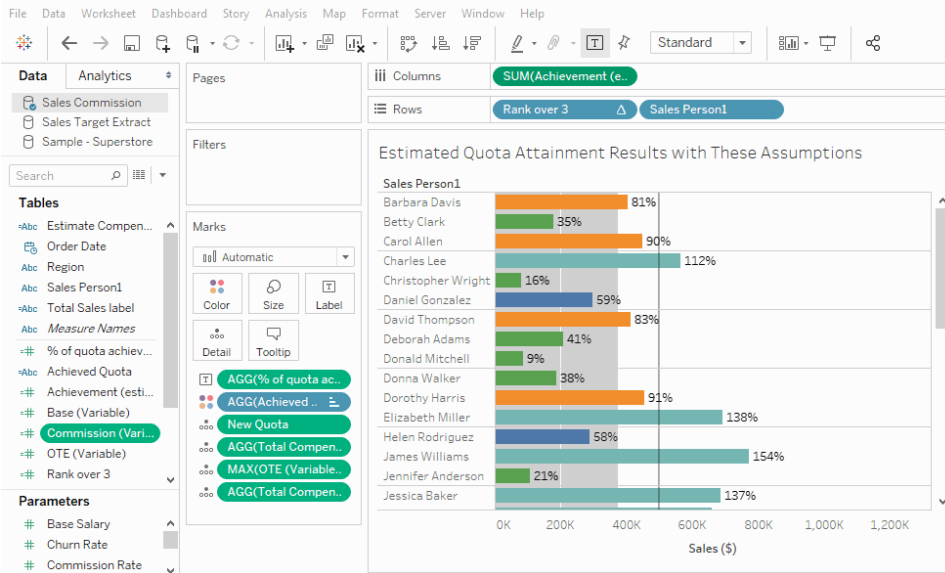 File Data Worksheet Dashboard Story Analysis Map Format Server Window Help
Standard
Data Analytics
Sales Commission
Sales Target Extract
Sample - Superstore
Search
Tables
Abc Estimate Compen...
Order Date
Abc Region
Abc Sales Person1
Abc Total Sales label
Abc Measure Names
% of quota achiev...
Abc Achieved Quota
Achievement (esti...
Base (Variable)
Commission (Vari...
OTE (Variable)
Rank over 3
Parameters
Base Salary
Churn Rate
Commission Rate
Pages
Filters
Marks
Automatic
Color Size Label
Detail Tooltip
AGG(% of quota ac..
AGG(Achieved ..
New Quota
AGG(Total Compen..
MAX(OTE (Variable..
AGG(Total Compen..
Columns SUM(Achievement (e..
Rows Rank over 3 Sales Person1
Estimated Quota Attainment Results with These Assumptions
Sales Person1
Barbara Davis 81%
Betty Clark 35%
Carol Allen 90%
Charles Lee 112%
Christopher Wright 16%
Daniel Gonzalez 59%
David Thompson 83%
Deborah Adams 41%
Donald Mitchell 9%
Donna Walker 38%
Dorothy Harris 91%
Elizabeth Miller 138%
Helen Rodriguez 58%
James Williams 154%
Jennifer Anderson 21%
Jessica Baker 137%
0K 200K 400K 600K 800K 1,000K 1,200K
Sales ($)